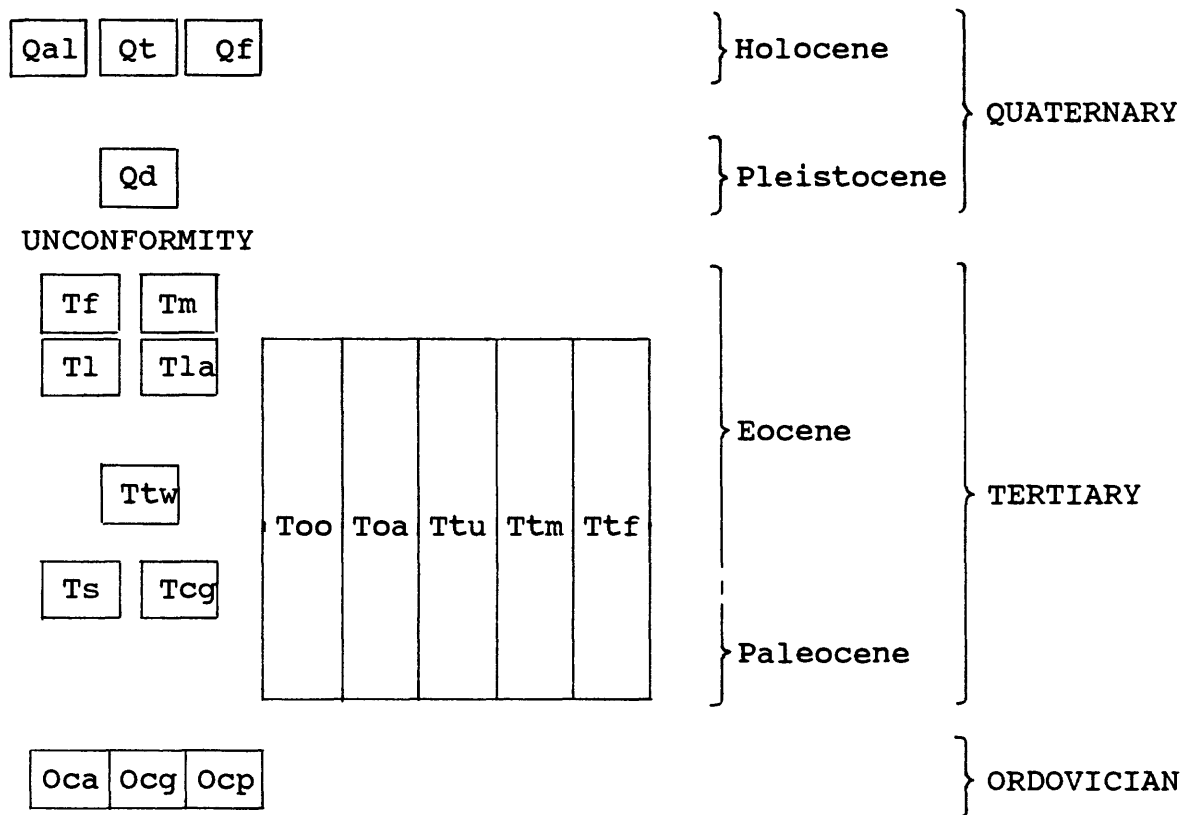 Qal Qt Qf Holocene
QUATERNARY
Qd Pleistocene
UNCONFORMITY
Tf Tm
Tl Tla
Eocene
Ttw TERTIARY
Too Toa Ttu Ttm Ttf
Ts Tcg
Paleocene
Oca Ocg Ocp ORDOVICIAN